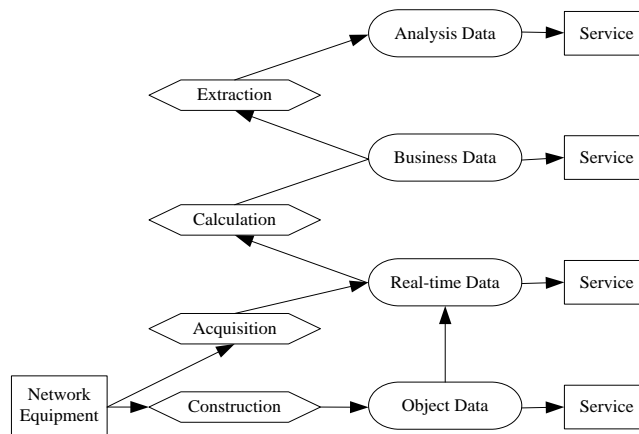 Analysis Data
Service
Extraction
Business Data
Service
Calculation
Real-time Data
Service
Acquisition
Network
Equipment
Construction
Object Data
Service